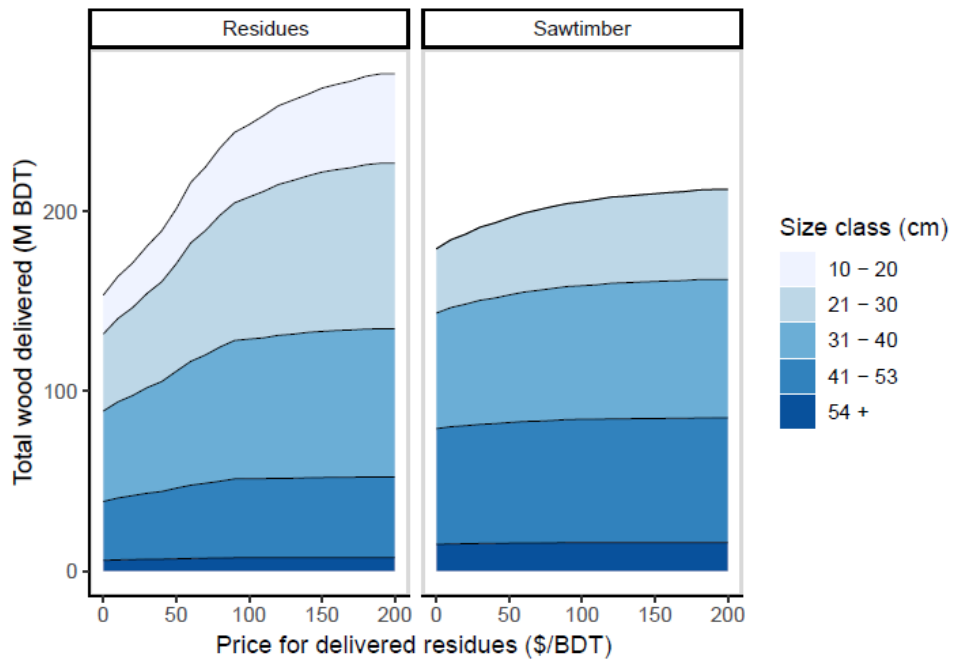 Residues
Sawtimber
Total wood delivered (M BDT)
200
100
0
0 50 100 150 200
0 50 100 150 200
Price for delivered residues ($/BDT)
Size class (cm)
10 − 20
21 − 30
31 − 40
41 − 53
54 +